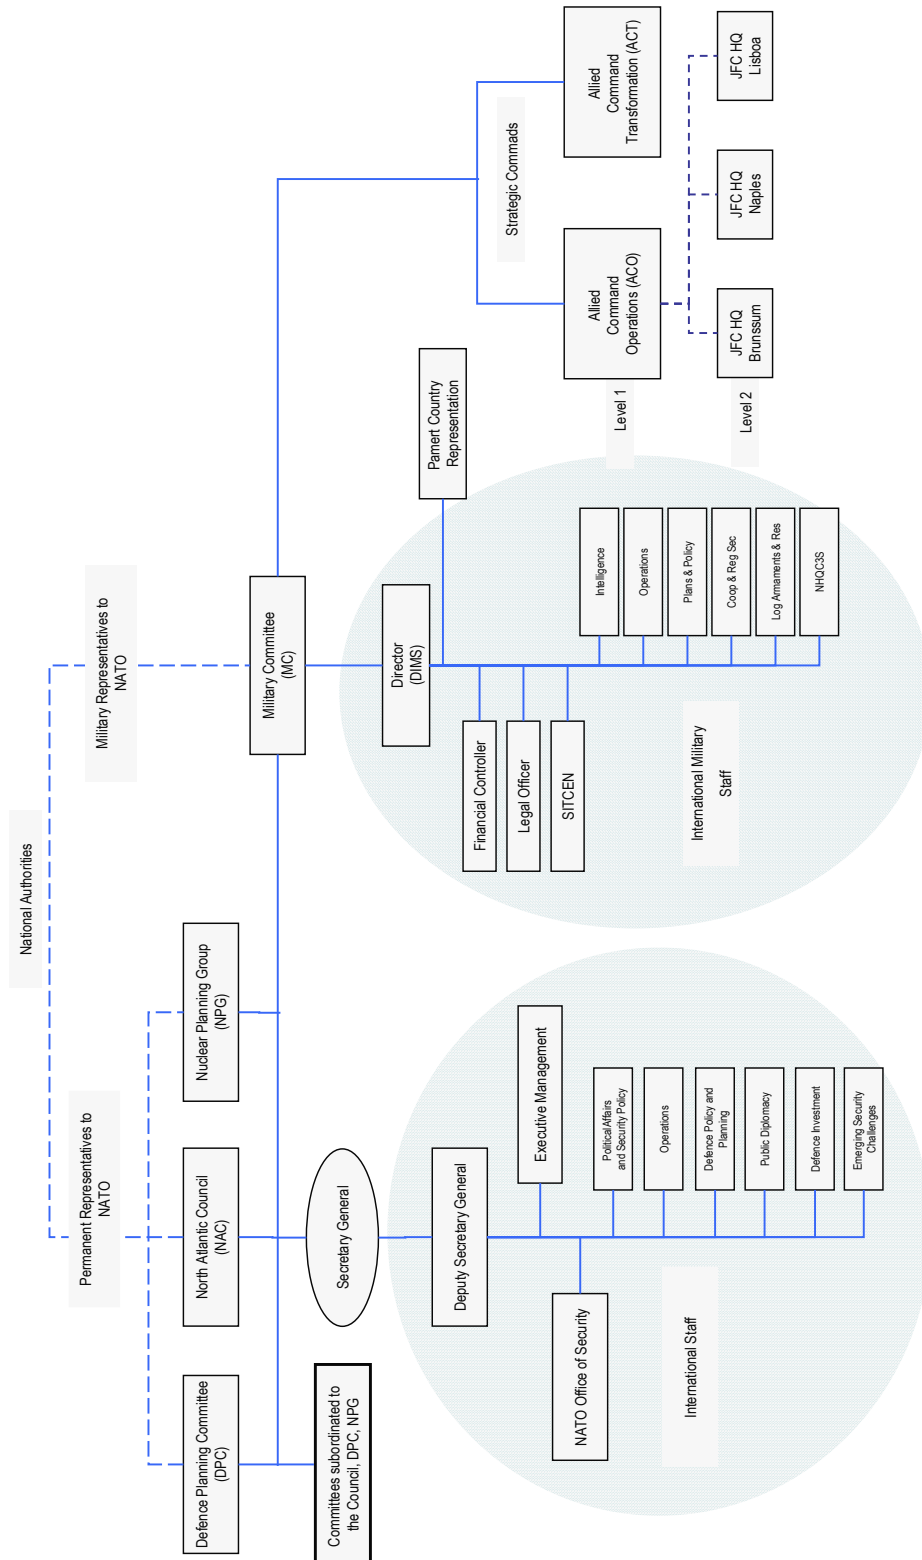 National Authorities
Permanent Representatives to
NATO
Military Representatives to
NATO
Defence Planning Committee
(DPC)
North Atlantic Council
(NAC)
Nuclear Planning Group
(NPG)
Military Committee
(MC)
Committees subordinated to
the Council, DPC, NPG
Secretary General
Deputy Secretary General
Executive Management
NATO Office of Security
Political Affairs
and Security Policy
Operations
Defence Policy and
Planning
Public Diplomacy
Defence Investment
Emerging Security
Challenges
International Staff
Director
(DIMS)
Parnert Country
Representation
Financial Controller
Legal Officer
SITCEN
Intelligence
Operations
Plans & Policy
Coop & Reg Sec
Log Armaments & Res
NHQC3S
International Military
Staff
Strategic Commads
Level 1
Allied
Command
Operations (ACO)
Allied
Command
Transformation (ACT)
Level 2
JFC HQ
Brunssum
JFC HQ
Naples
JFC HQ
Lisboa